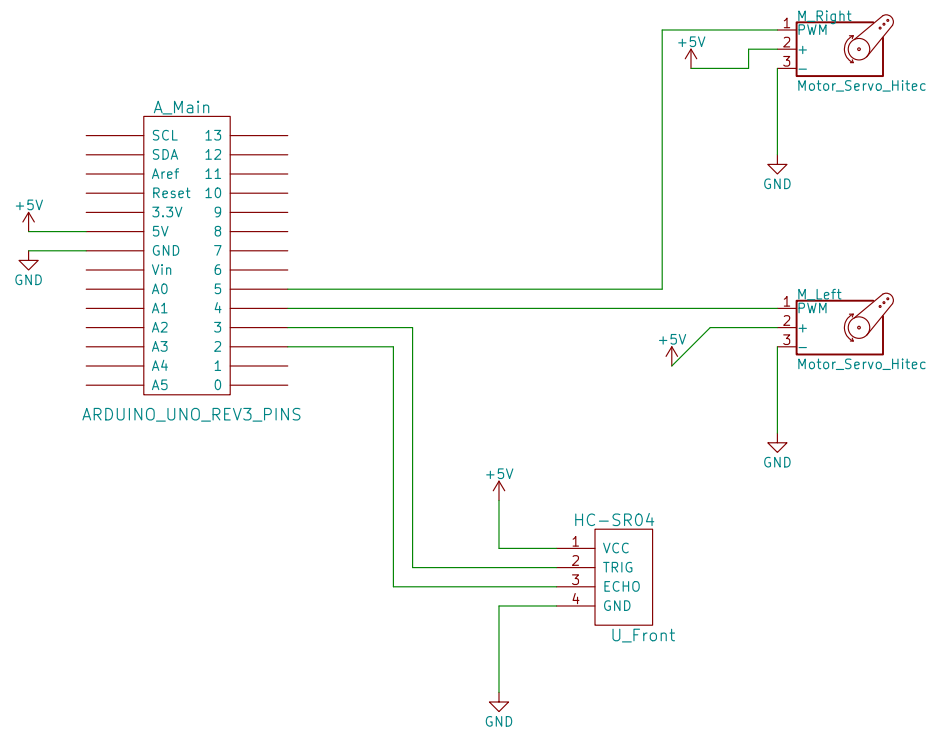 M_Right
1 PWM
+5V
2 +
3 -
Motor_Servo_Hitec
GND
A_Main
SCL 13
SDA 12
Aref 11
Reset 10
3.3V 9
+5V
5V 8
GND 7
GND
Vin 6
A0 5
A1 4
A2 3
A3 2
A4 1
A5 0
ARDUINO_UNO_REV3_PINS
M_Left
1 PWM
2 +
+5V
3 -
Motor_Servo_Hitec
GND
+5V
HC-SR04
1 VCC
2 TRIG
3 ECHO
4 GND
U_Front
GND